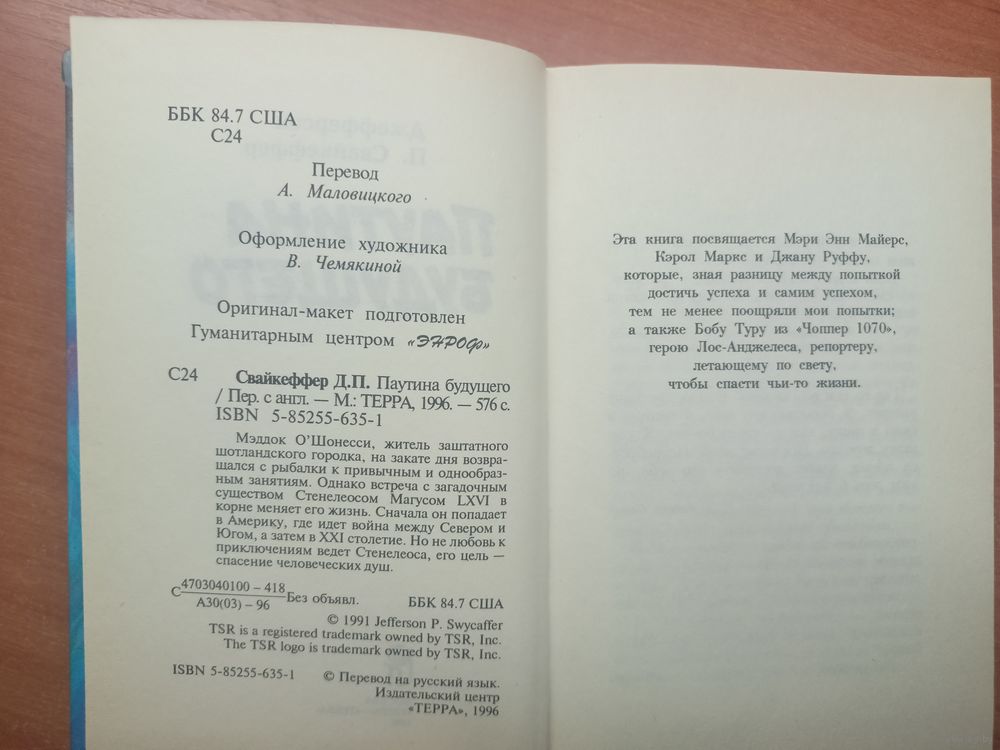 ББК 84.7 США
С24
Перевод
А. Маловицкого
Оформление художника
В. Чемякиной
Оригинал-макет подготовлен
Гуманитарным центром «ЭНРОФ»
С24
Свайкеффер Д.П. Паутина будущего
/ Пер. с англ. — М.: ТЕРРА, 1996. — 576 с.
ISBN 5-85255-635-1
Мэддок О'Шонесси, житель заштатного
шотландского городка, на закате дня возвра-
щался с рыбалки к привычным и однообраз-
ным занятиям. Однако встреча с загадочным
существом Стенелеосом Магусом LXVI в
корне меняет его жизнь. Сначала он попадает
в Америку, где идет война между Севером и
Югом, а затем в XXI столетие. Но не любовь к
приключениям ведет Стенелеоса, его цель —
спасение человеческих душ.
С 4703040100 – 418 Без объявл.
А30(03) – 96
ББК 84.7 США
© 1991 Jefferson P. Swycaffer
TSR is a registered trademark owned by TSR, Inc.
The TSR logo is trademark owned by TSR, Inc.
ISBN 5-85255-635-1
© Перевод на русский язык.
Издательский центр
«ТЕРРА», 1996
Эта книга посвящается Мэри Энн Майерс,
Кэрол Маркс и Джану Руффу,
которые, зная разницу между попыткой
достичь успеха и самим успехом,
тем не менее поощряли мои попытки;
а также Бобу Туру из «Чоппер 1070»,
герою Лос-Анджелеса, репортеру,
летающему по свету,
чтобы спасти чьи-то жизни.